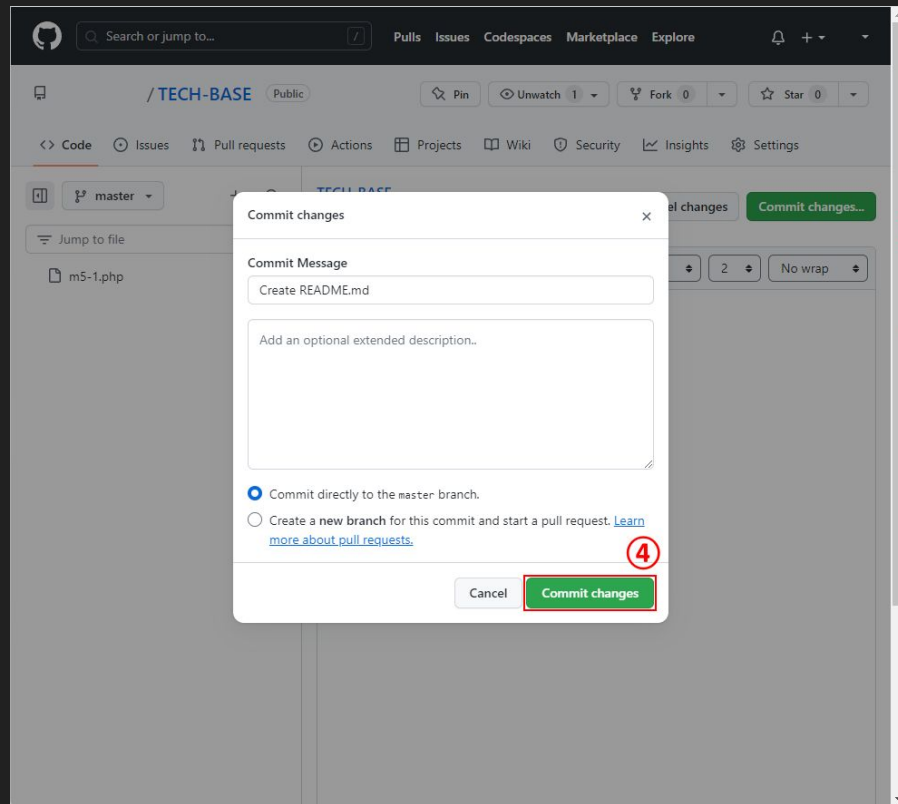 Search or jump to... / Pulls Issues Codespaces Marketplace Explore
/ TECH-BASE Public Pin Unwatch 1 Fork 0 Star 0
Code Issues Pull requests Actions Projects Wiki Security Insights Settings
master
TECH-BASE
Commit changes
changes Commit changes...
Jump to file
Commit Message
2 No wrap
m5-1.php
Create README.md
Add an optional extended description..
Commit directly to the master branch.
Create a new branch for this commit and start a pull request. Learn
more about pull requests.
④
Cancel Commit changes